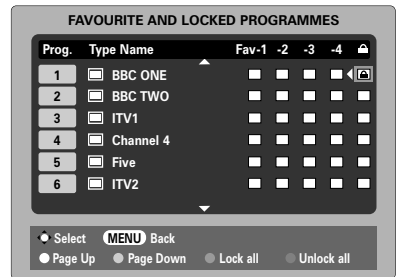 FAVOURITE AND LOCKED PROGRAMMES
Prog. Type Name Fav-1 -2 -3 -4
1 BBC ONE
2 BBC TWO
3 ITV1
4 Channel 4
5 Five
6 ITV2
Select MENU Back
Page Up Page Down Lock all Unlock all